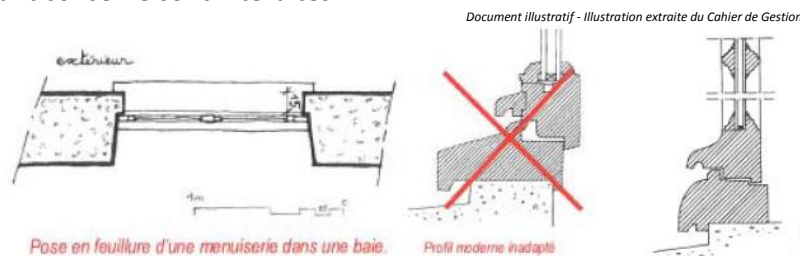 Document illustratif - Illustration extraite du Cahier de Gestion
extérieur
1m
Pose en feuillure d'une menuiserie dans une baie.
Profil moderne inadapté